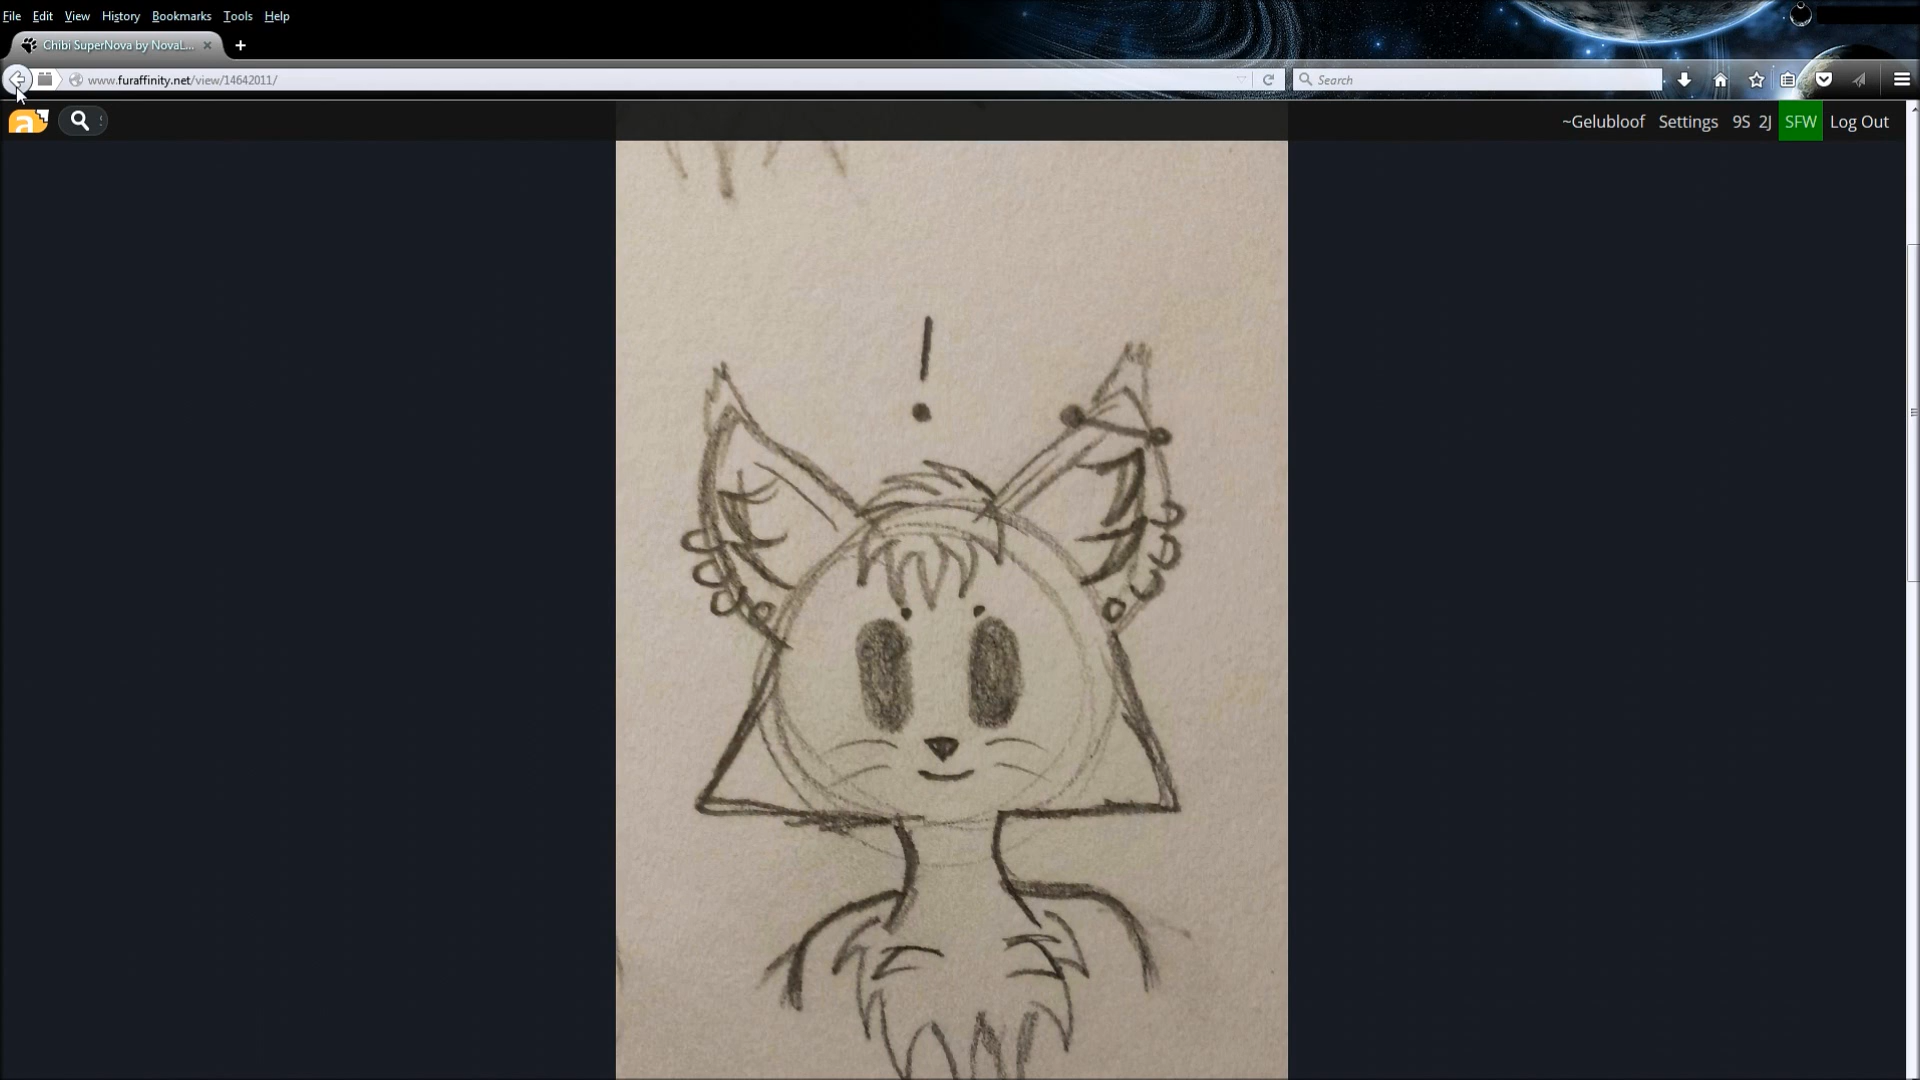 File Edit View History Bookmarks Tools Help
Chibi SuperNova by NovaL...
www.furaffinity.net/view/14642011/
Search
~Gelubloof Settings 9S 2J SFW Log Out
!